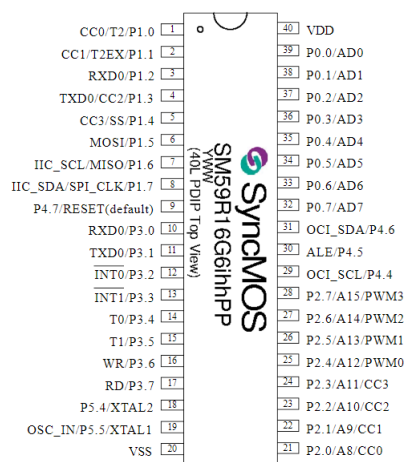 CC0/T2/P1.0 1 40 VDD
CC1/T2EX/P1.1 2 39 P0.0/AD0
RXD0/P1.2 3 38 P0.1/AD1
TXD0/CC2/P1.3 4 37 P0.2/AD2
CC3/SS/P1.4 5 36 P0.3/AD3
MOSI/P1.5 6 35 P0.4/AD4
IIC_SCL/MISO/P1.6 7 34 P0.5/AD5
IIC_SDA/SPI_CLK/P1.7 8 33 P0.6/AD6
P4.7/RESET(default) 9 32 P0.7/AD7
RXD0/P3.0 10 31 OCI_SDA/P4.6
TXD0/P3.1 11 30 ALE/P4.5
INT0/P3.2 12 29 OCI_SCL/P4.4
INT1/P3.3 13 28 P2.7/A15/PWM3
T0/P3.4 14 27 P2.6/A14/PWM2
T1/P3.5 15 26 P2.5/A13/PWM1
WR/P3.6 16 25 P2.4/A12/PWM0
RD/P3.7 17 24 P2.3/A11/CC3
P5.4/XTAL2 18 23 P2.2/A10/CC2
OSC_IN/P5.5/XTAL1 19 22 P2.1/A9/CC1
VSS 20 21 P2.0/A8/CC0
SyncMOS
SM59R16G6ihhPP
YWW
(40L PDIP Top View)